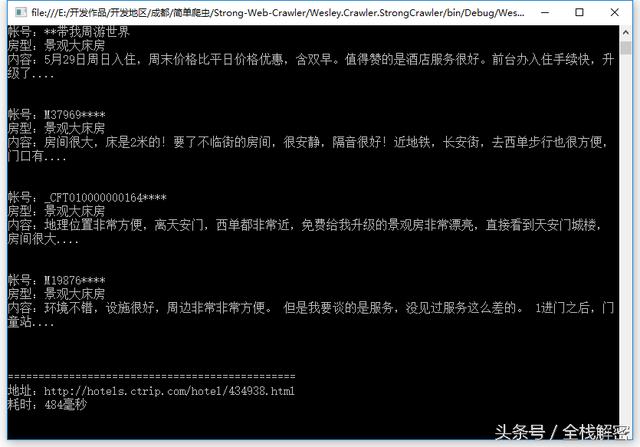 file:///E:/开发作品/开发地区/成都/简单爬虫/Strong-Web-Crawler/Wesley.Crawler.StrongCrawler/bin/Debug/Wes...
帐号：**带我周游世界
房型：景观大床房
内容：5月29日周日入住，周末价格比平日价格优惠，含双早。值得赞的是酒店服务很好。前台办入住手续快，升
级了....
帐号：M37969****
房型：景观大床房
内容：房间很大，床是2米的！要了不临街的房间，很安静，隔音很好！近地铁，长安街，去西单步行也很方便，
门口有....
帐号：_CFT010000000164****
房型：景观大床房
内容：地理位置非常方便，离天安门，西单都非常近，免费给我升级的景观房非常漂亮，直接看到天安门城楼，
房间很大....
帐号：M19876****
房型：景观大床房
内容：环境不错，设施很好，周边非常非常方便。 但是我要谈的是服务，没见过服务这么差的。 1进门之后，门
童站....
===============================================
地址：http://hotels.ctrip.com/hotel/434938.html
耗时：484毫秒
头条号 / 全栈解密